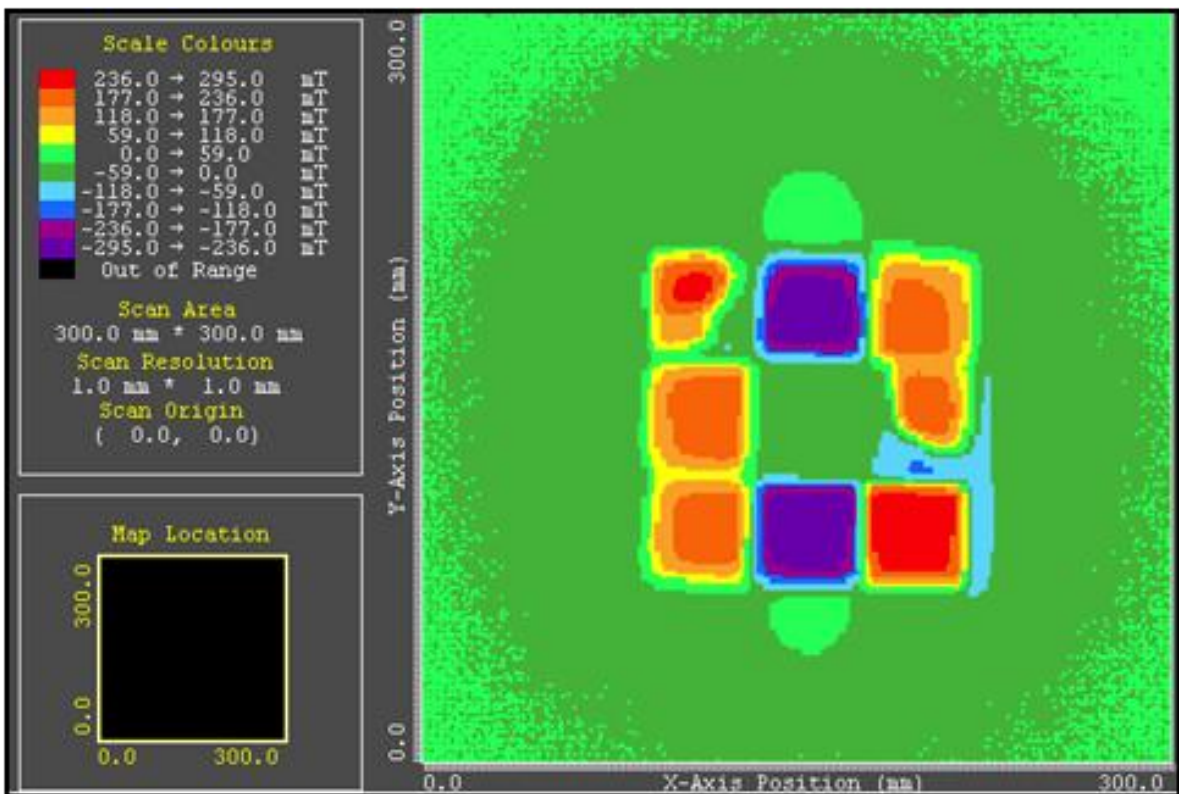 Scale Colours
236.0 → 295.0 mT
177.0 → 236.0 mT
118.0 → 177.0 mT
59.0 → 118.0 mT
0.0 → 59.0 mT
-59.0 → 0.0 mT
-118.0 → -59.0 mT
-177.0 → -118.0 mT
-236.0 → -177.0 mT
-295.0 → -236.0 mT
Out of Range
Scan Area
300.0 mm * 300.0 mm
Scan Resolution
1.0 mm * 1.0 mm
Scan Origin
( 0.0, 0.0)
Map Location
300.0
0.0
0.0 300.0
300.0
Y-Axis Position (mm)
0.0
0.0 X-Axis Position (mm) 300.0